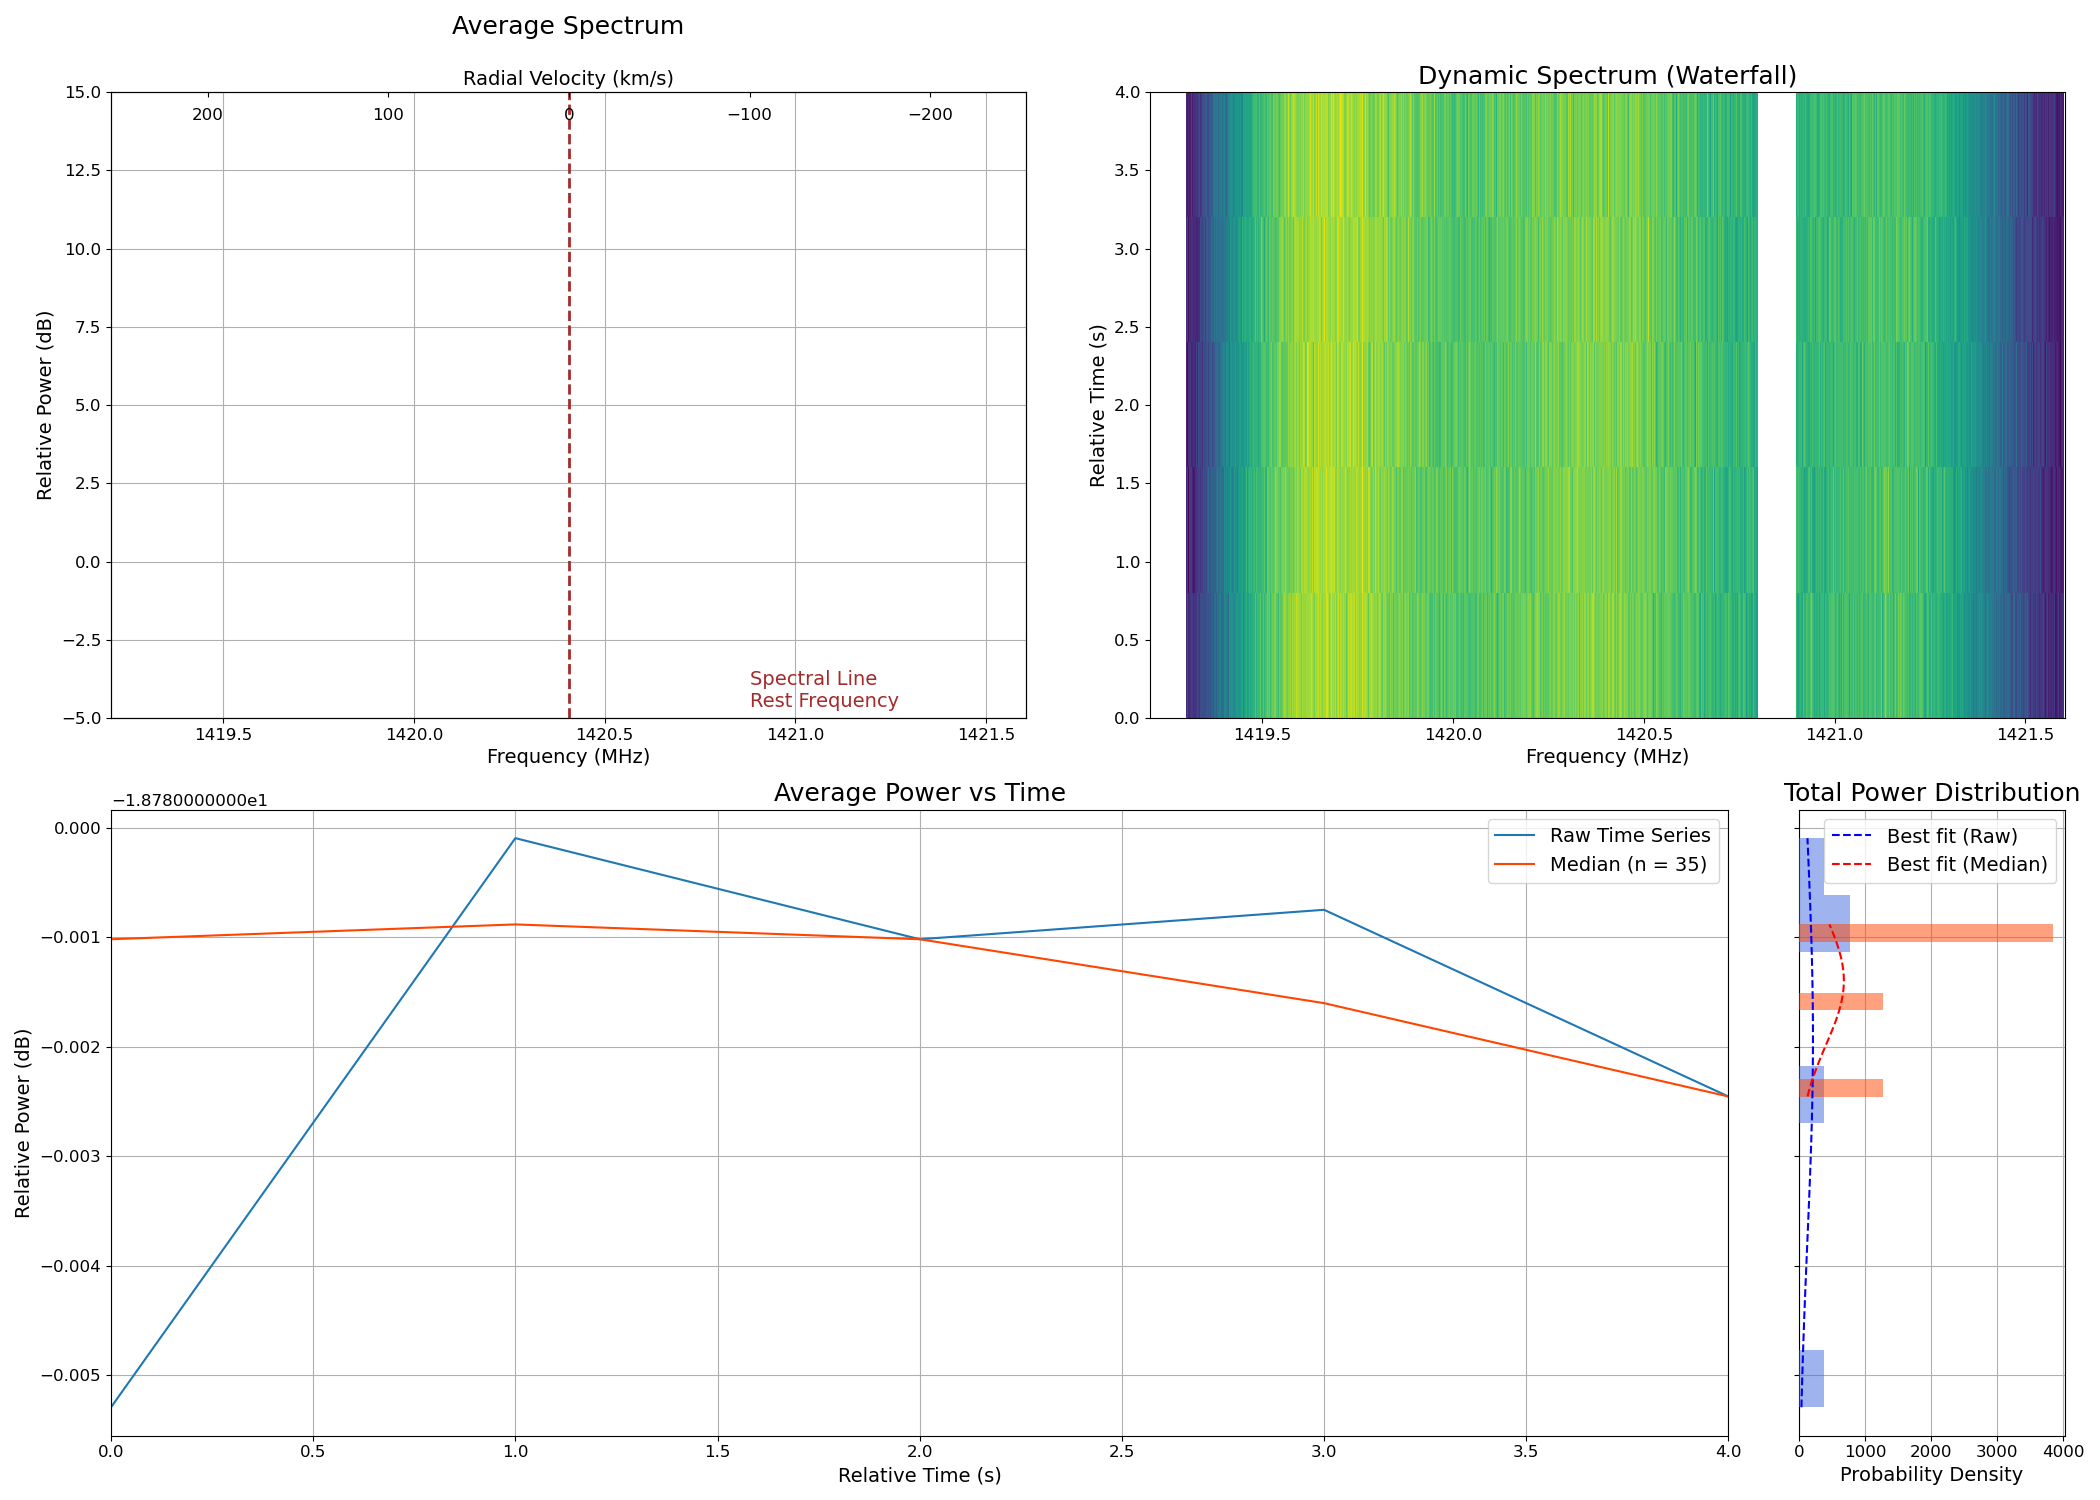 Average Spectrum
Radial Velocity (km/s)
200 100 0 −100 −200
15.0
12.5
10.0
7.5
5.0
2.5
0.0
−2.5
−5.0
Relative Power (dB)
Spectral Line
Rest Frequency
1419.5 1420.0 1420.5 1421.0 1421.5
Frequency (MHz)
Dynamic Spectrum (Waterfall)
4.0
3.5
3.0
2.5
2.0
1.5
1.0
0.5
0.0
Relative Time (s)
1419.5 1420.0 1420.5 1421.0 1421.5
Frequency (MHz)
Average Power vs Time
−1.8780000000e1
0.000
−0.001
−0.002
−0.003
−0.004
−0.005
Relative Power (dB)
Raw Time Series
Median (n = 35)
0.0 0.5 1.0 1.5 2.0 2.5 3.0 3.5 4.0
Relative Time (s)
Total Power Distribution
Best fit (Raw)
Best fit (Median)
0 1000 2000 3000 4000
Probability Density